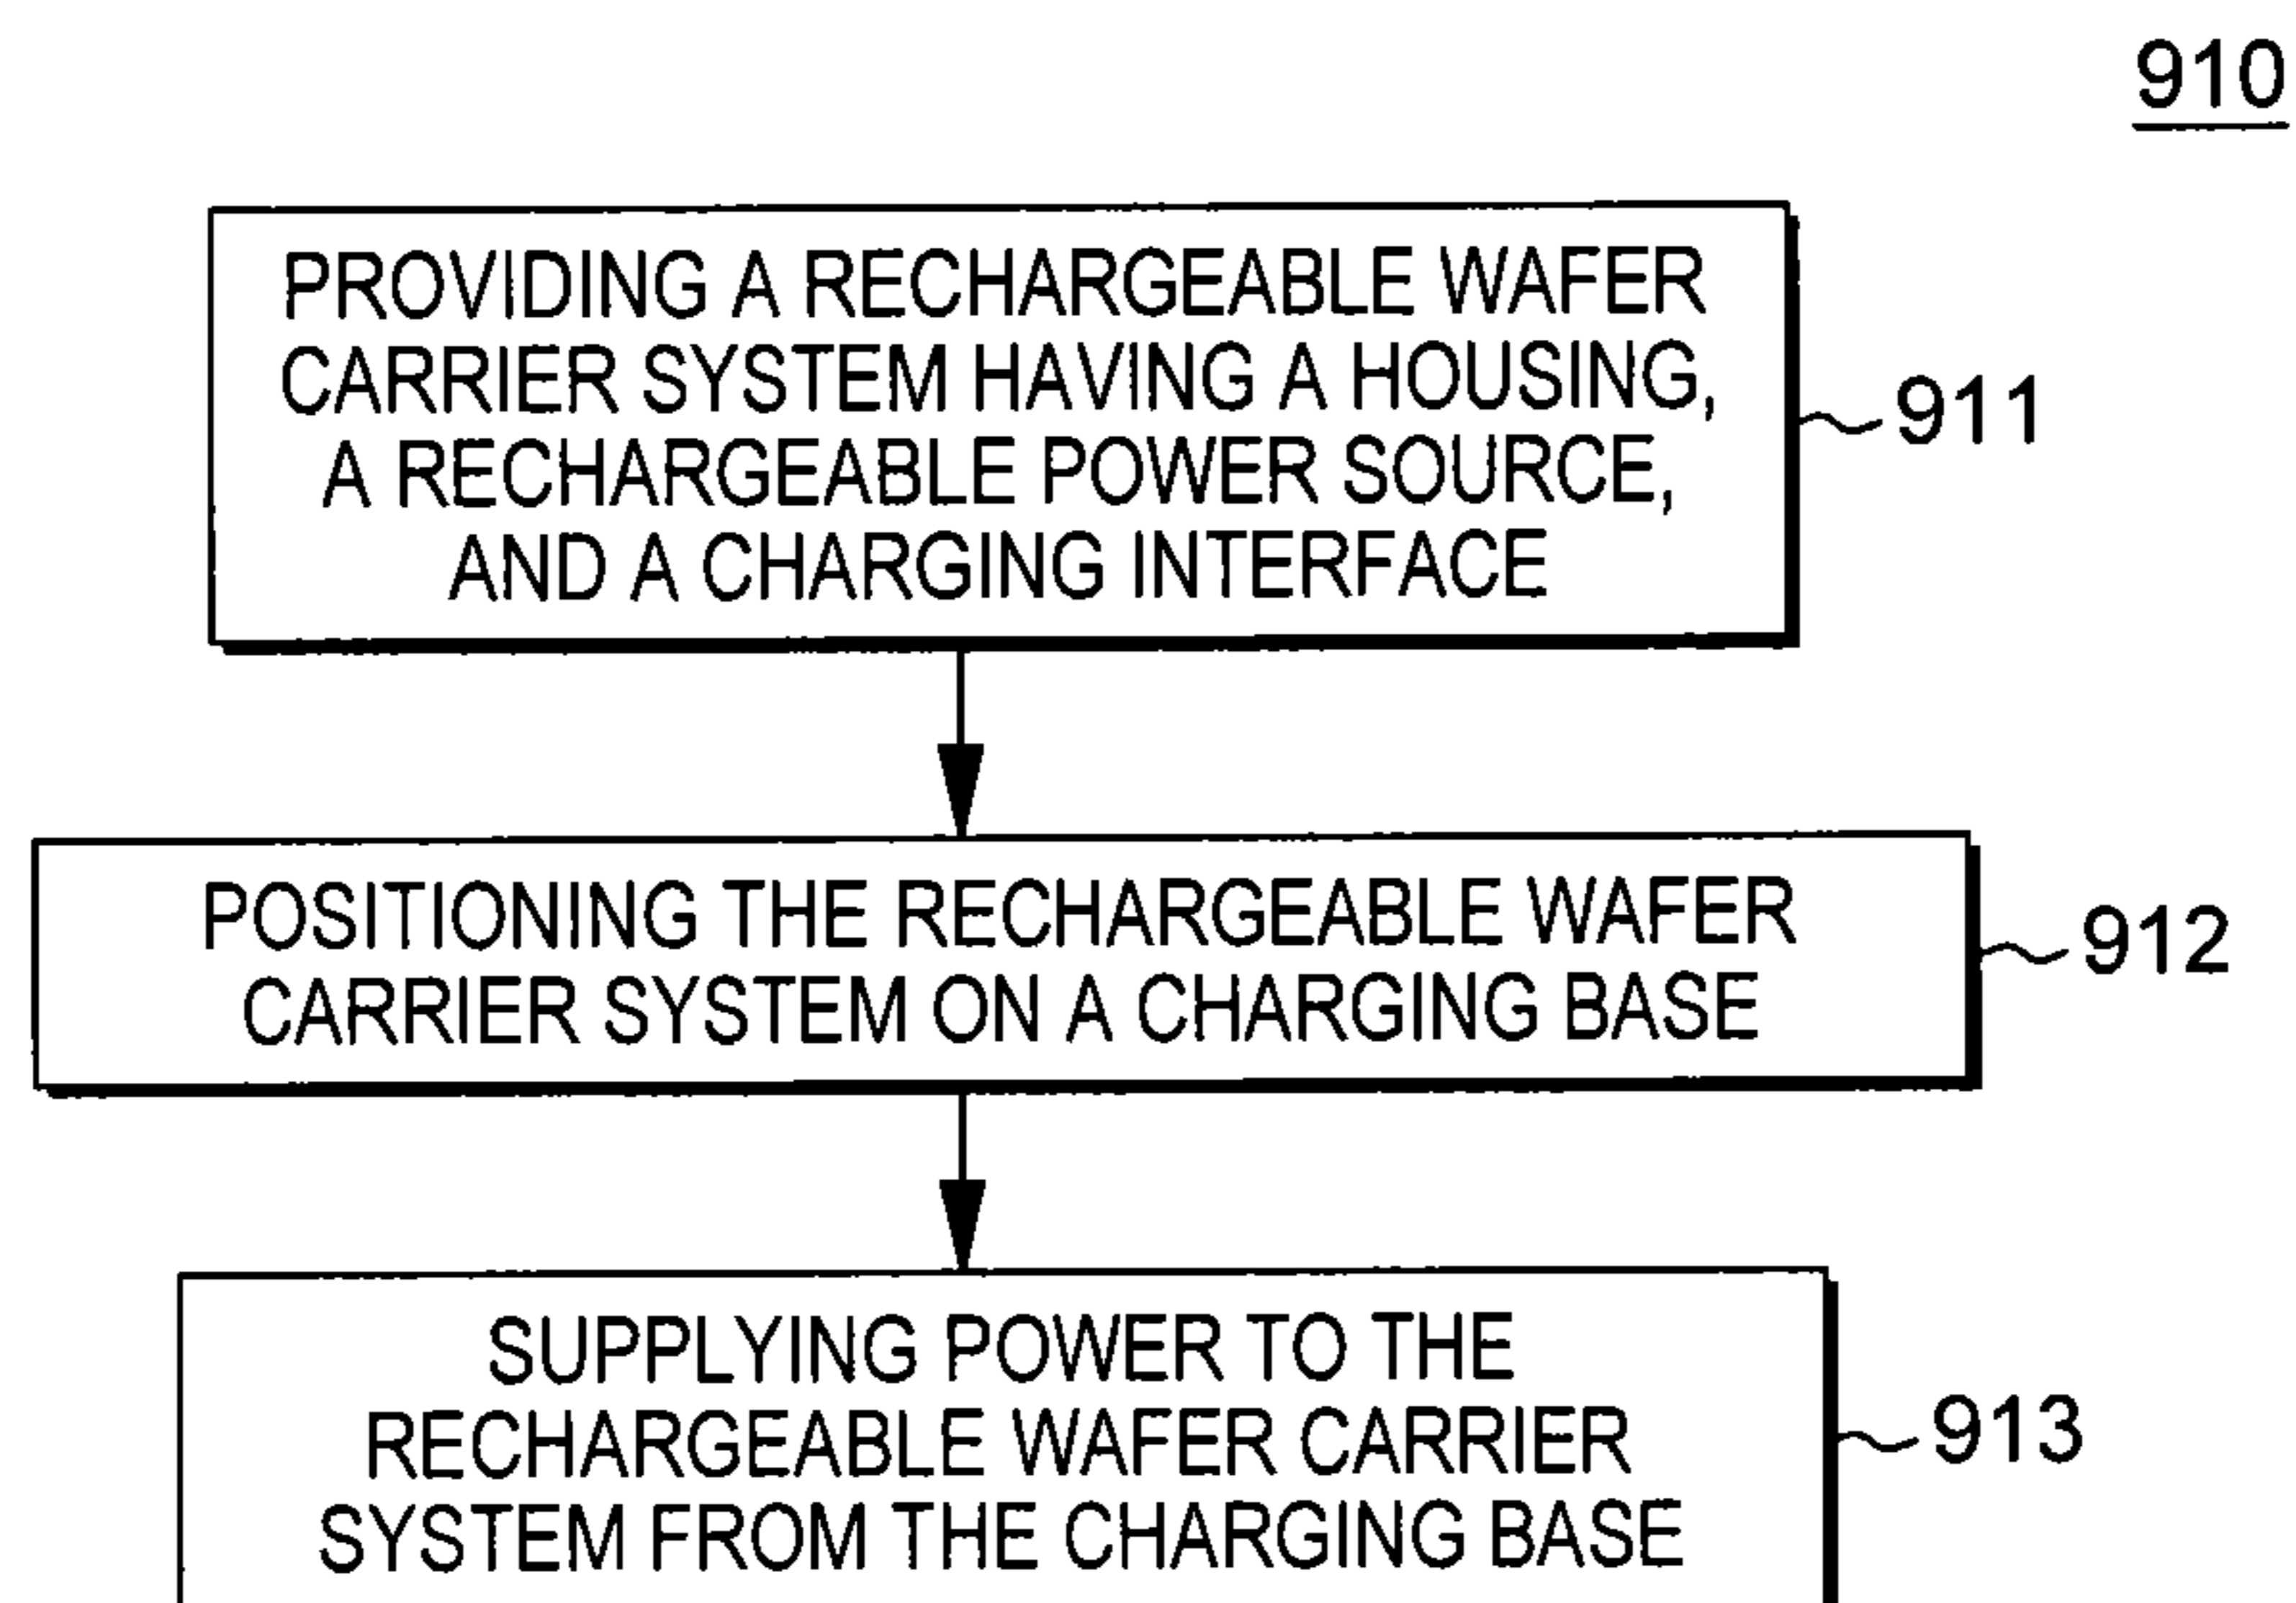 910
PROVIDING A RECHARGEABLE WAFER
CARRIER SYSTEM HAVING A HOUSING,
A RECHARGEABLE POWER SOURCE,
AND A CHARGING INTERFACE
911
POSITIONING THE RECHARGEABLE WAFER
CARRIER SYSTEM ON A CHARGING BASE
912
SUPPLYING POWER TO THE
RECHARGEABLE WAFER CARRIER
SYSTEM FROM THE CHARGING BASE
913